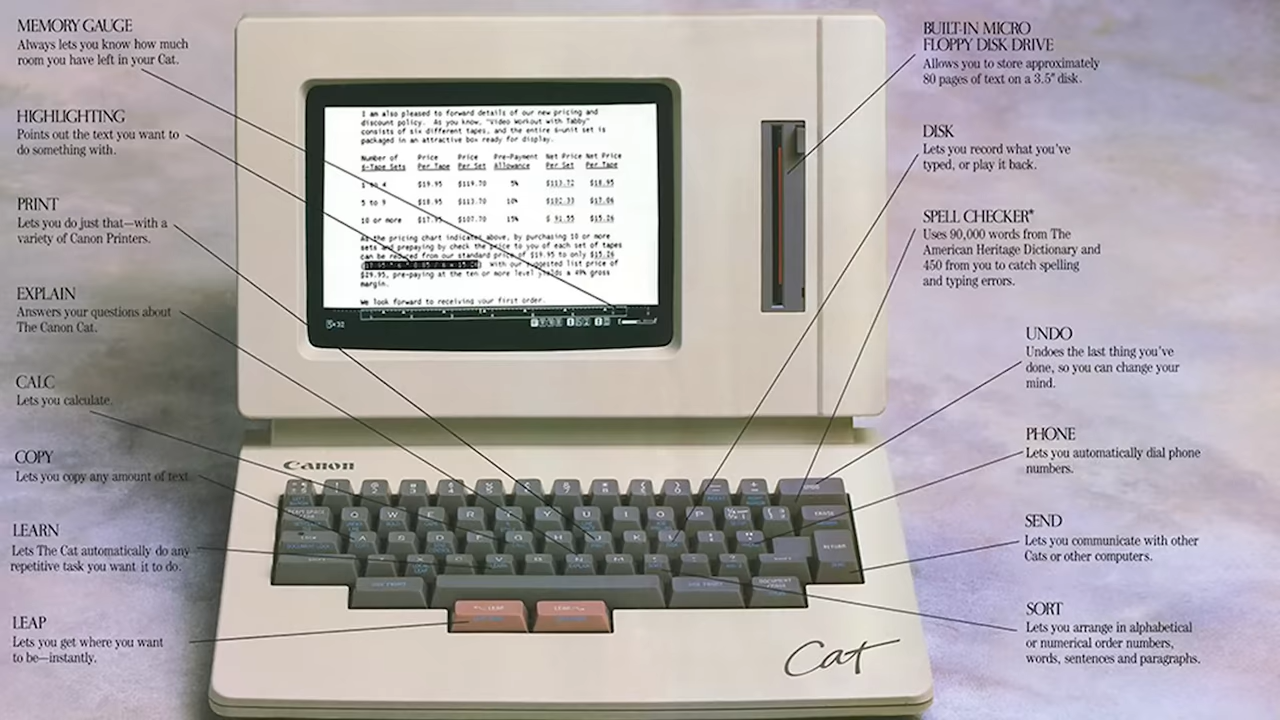 MEMORY GAUGE
Always lets you know how much
room you have left in your Cat.
HIGHLIGHTING
Points out the text you want to
do something with.
PRINT
Lets you do just that—with a
variety of Canon Printers.
EXPLAIN
Answers your questions about
The Canon Cat.
CALC
Lets you calculate.
COPY
Lets you copy any amount of text.
LEARN
Lets The Cat automatically do any
repetitive task you want it to do.
LEAP
Lets you get where you want
to be—instantly.
I am also pleased to forward details of our new pricing and
discount policy. As you know, "Video Workout with Tabby"
consists of six different tapes, and the entire 6-unit set is
packaged in an attractive box ready for display.
Number of Price Price Pre-Payment Net Price Net Price
6-Tape Sets Per Tape Per Set Allowance Per Set Per Tape
1 to 4 $19.95 $119.70 5% $113.72 $18.95
5 to 9 $18.95 $113.70 10% $102.33 $17.06
10 or more $17.95 $107.70 15% $ 91.55 $15.26
As the pricing chart indicates above, by purchasing 10 or more
sets and prepaying by check the price to you of each set of tapes
can be reduced from our standard price of $19.95 to only $15.26
with our suggested list price of
$29.95, pre-paying at the ten or more level yields a 49% gross
margin.
We look forward to receiving your first order.
Canon
Cat
BUILT-IN MICRO
FLOPPY DISK DRIVE
Allows you to store approximately
80 pages of text on a 3.5" disk.
DISK
Lets you record what you've
typed, or play it back.
SPELL CHECKER*
Uses 90,000 words from The
American Heritage Dictionary and
450 from you to catch spelling
and typing errors.
UNDO
Undoes the last thing you've
done, so you can change your
mind.
PHONE
Lets you automatically dial phone
numbers.
SEND
Lets you communicate with other
Cats or other computers.
SORT
Lets you arrange in alphabetical
or numerical order numbers,
words, sentences and paragraphs.